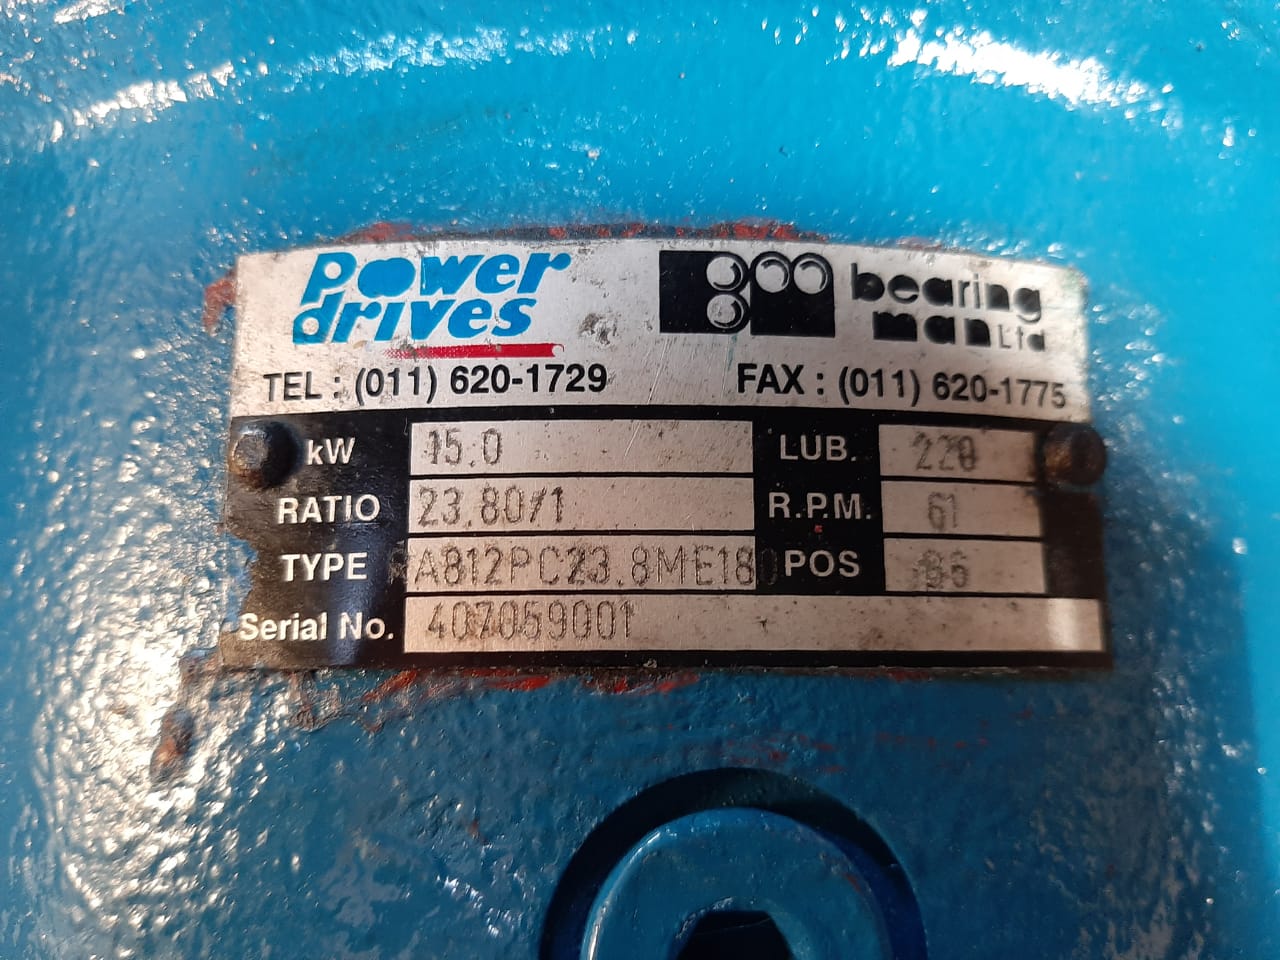 power
drives
bearing
man Ltd
TEL : (011) 620-1729 FAX : (011) 620-1775
kW 15.0 LUB. 220
RATIO 23.80/1 R.P.M. 61
TYPE RA812PC23.8ME180 POS
Serial No. 407059001